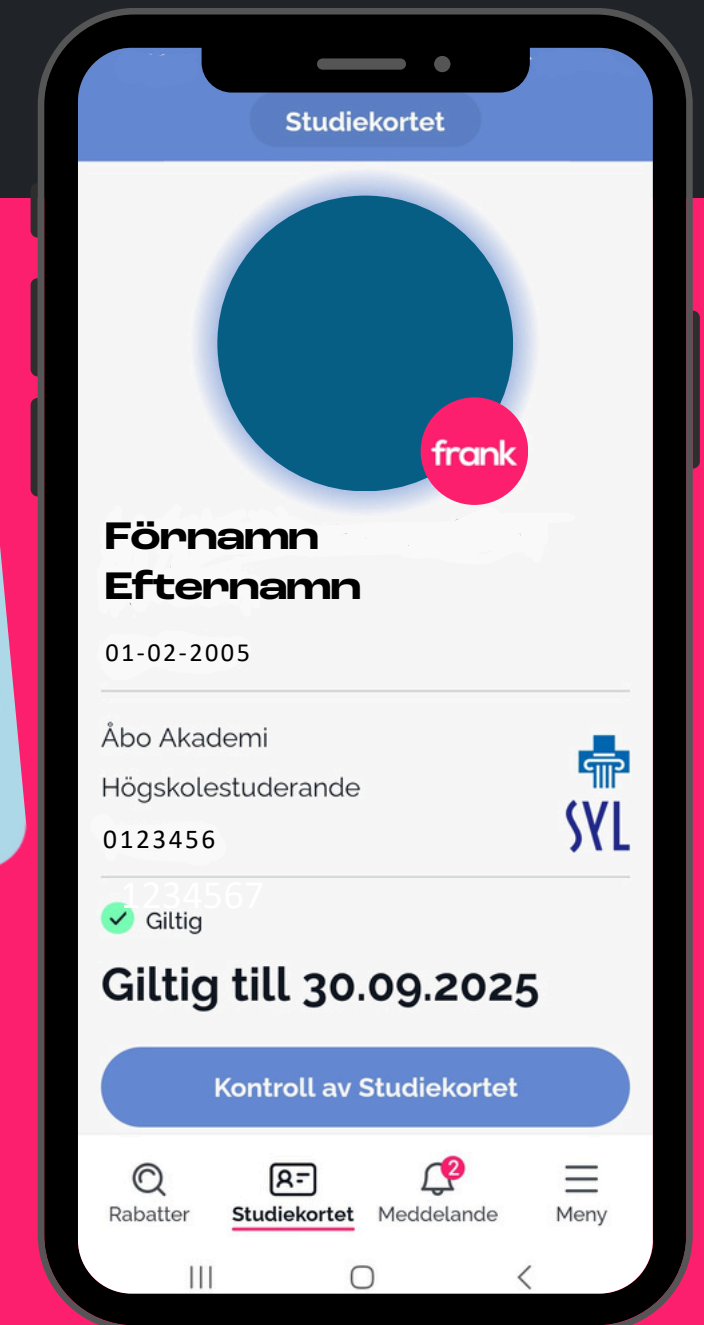 Studiekortet
frank
Förnamn
Efternamn
01-02-2005
Åbo Akademi
Högskolestuderande
0123456
SYL
1234567
Giltig
Giltig till 30.09.2025
Kontroll av Studiekortet
2
Rabatter Studiekortet Meddelande Meny